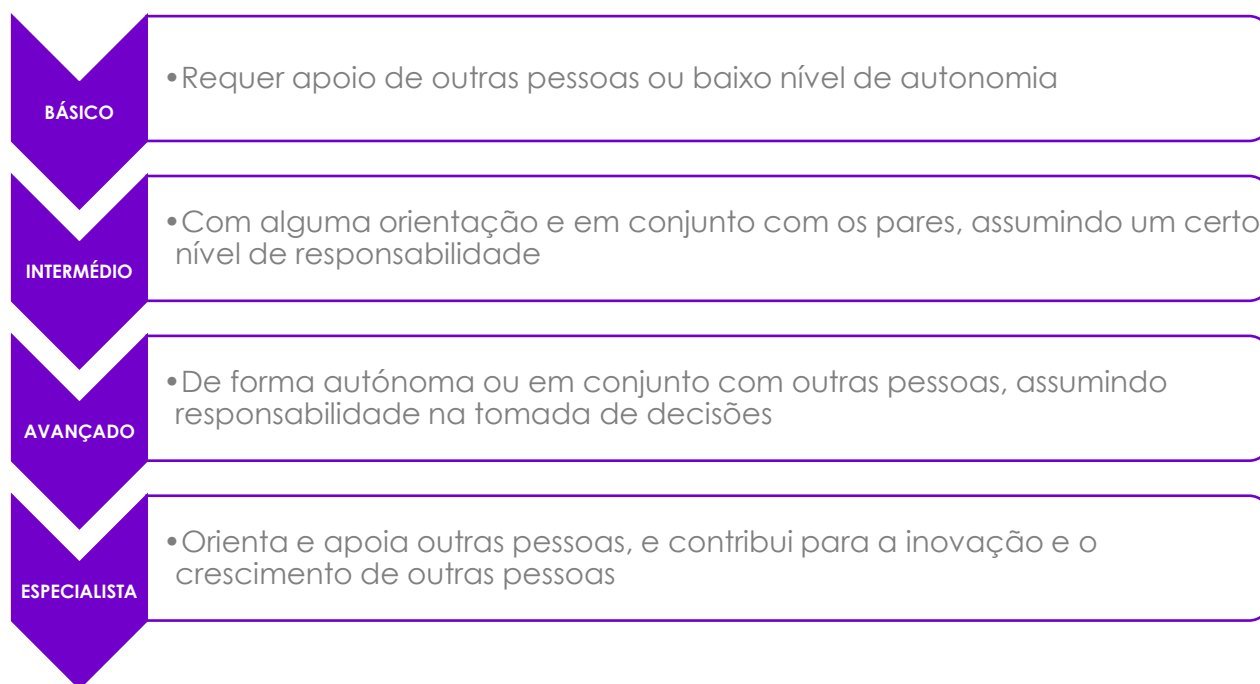 BÁSICO
•Requer apoio de outras pessoas ou baixo nível de autonomia
INTERMÉDIO
•Com alguma orientação e em conjunto com os pares, assumindo um certo
nível de responsabilidade
AVANÇADO
•De forma autónoma ou em conjunto com outras pessoas, assumindo
responsabilidade na tomada de decisões
ESPECIALISTA
•Orienta e apoia outras pessoas, e contribui para a inovação e o
crescimento de outras pessoas